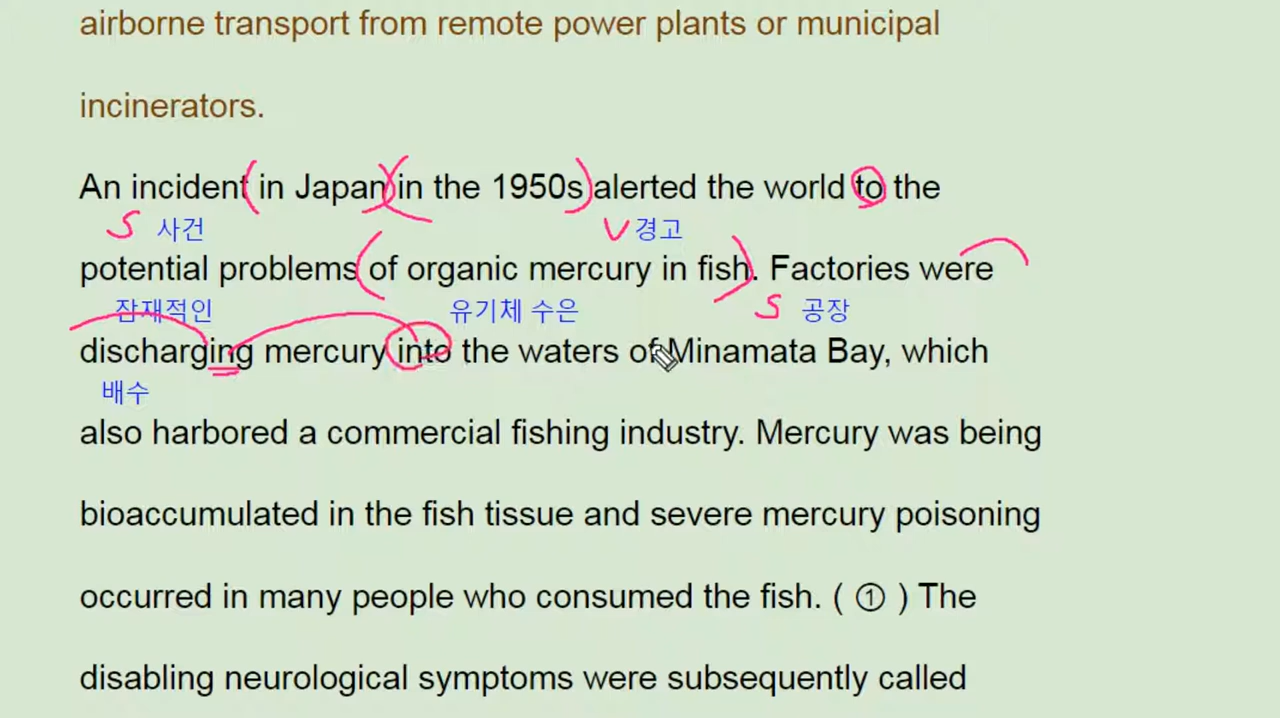 airborne transport from remote power plants or municipal
incinerators.
An incident in Japan in the 1950s alerted the world to the
S 사건 V 경고
potential problems of organic mercury in fish. Factories were
잠재적인 유기체 수은 S 공장
discharging mercury into the waters of Minamata Bay, which
배수
also harbored a commercial fishing industry. Mercury was being
bioaccumulated in the fish tissue and severe mercury poisoning
occurred in many people who consumed the fish. ( ① ) The
disabling neurological symptoms were subsequently called